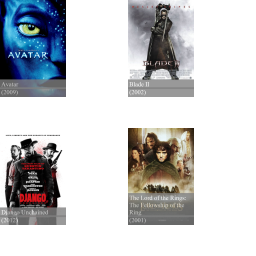 AVATAR
Avatar
(2009)
BLADE II
Blade II
(2002)
DJANGO
Django Unchained
(2012)
The Lord of the Rings:
The Fellowship of the
Ring
(2001)